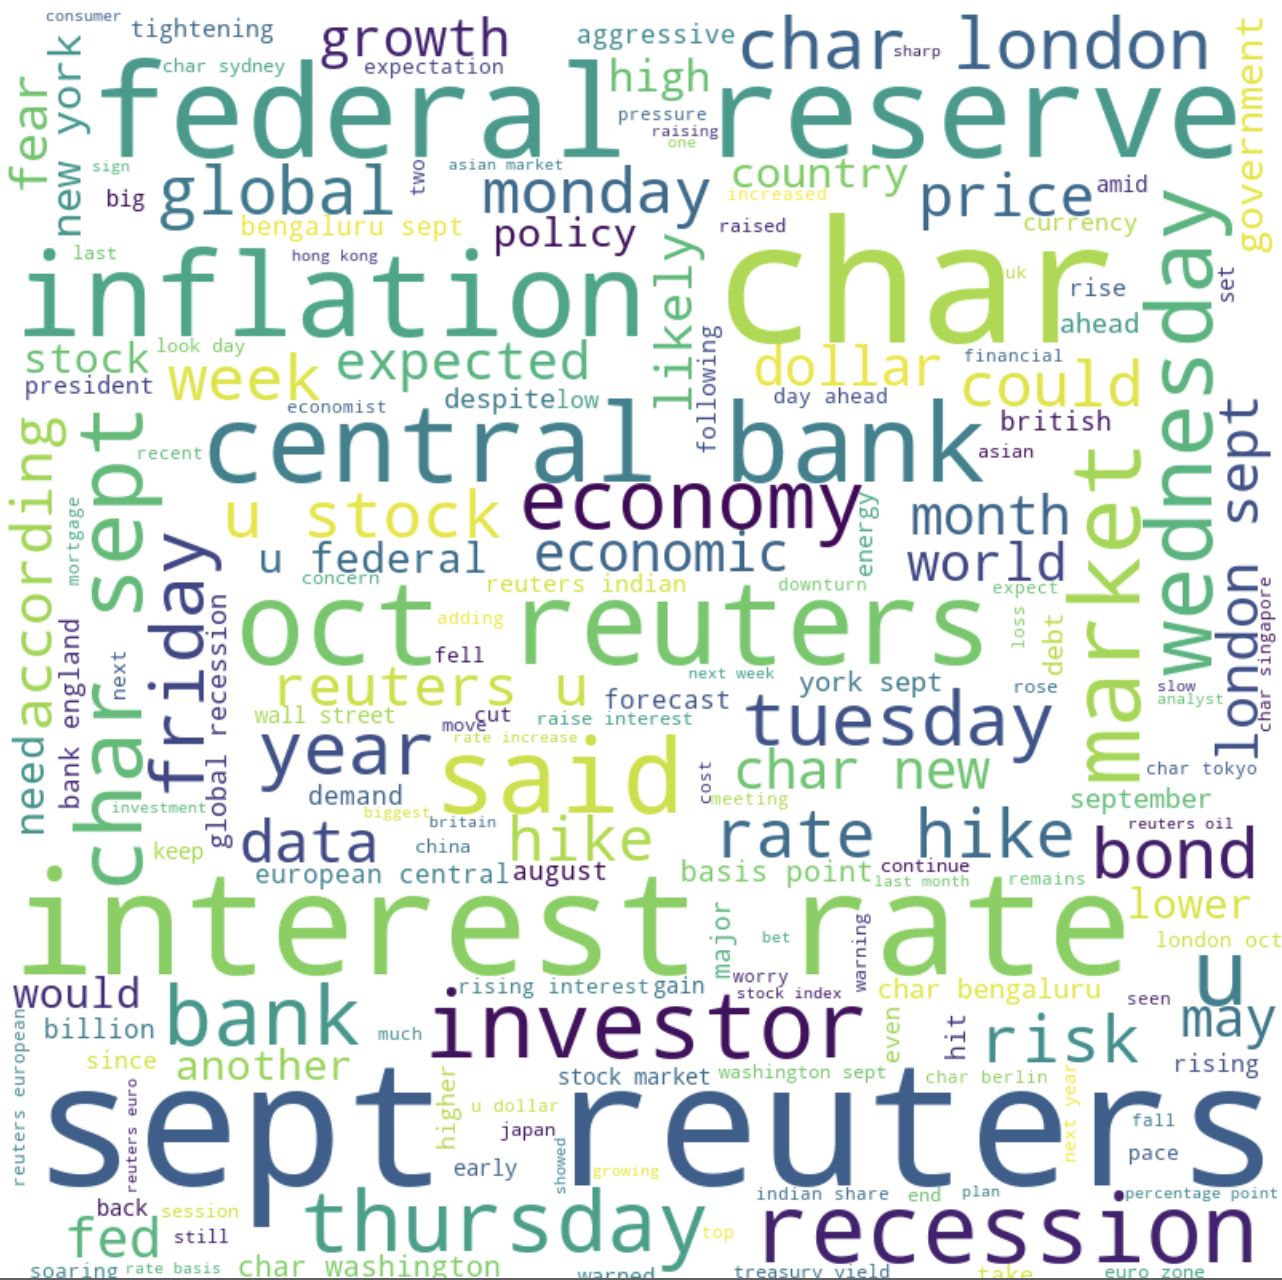 consumer
tightening
growth
aggressive
char london
sharp
government
new york
fear
char sydney
expectation
high
federal reserve
pressure
raising
one
sign
two
asian market
country
big
global
monday
increased
price
amid
bengaluru sept
policy
raised
currency
last
hong kong
likely
char
wednesday
inflation
uk
rise
set
ahead
stock
look day
expected
following
dollar
financial
president
week
could
economist
despite
low
day ahead
british
london sept
according
char sept
recent
central bank
asian
market
mortgage
u stock
economy
energy
month
friday
u federal
economic
world
concern
reuters indian
downturn
expect
char singapore
global recession
oct reuters
adding
loss
debt
bank england
next
fell
next week
reuters u
forecast
york sept
rose
slow
analyst
wall street
cut
move
raise interest
tuesday
need
year
rate increase
said
cost
char new
char tokyo
demand
meeting
september
investment
biggest
britain
data
china
hike
rate hike
reuters oil
bond
keep
european central
august
basis point
continue
last month
remains
interest rate
lower
major
bet
warning
london oct
worry
u
would
rising interest
gain
stock index
char bengaluru
seen
reuters european
billion
bank
much
investor
even
hit
risk
may
since
another
rising
higher
stock market
washington sept
char berlin
next year
reuters euro
sept reuters
u dollar
japan
fall
early
showed
growing
pace
indian share
end
plan
percentage point
back
session
thursday
fed
still
top
recession
soaring
rate basis
char washington
warned
treasury yield
take
euro zone